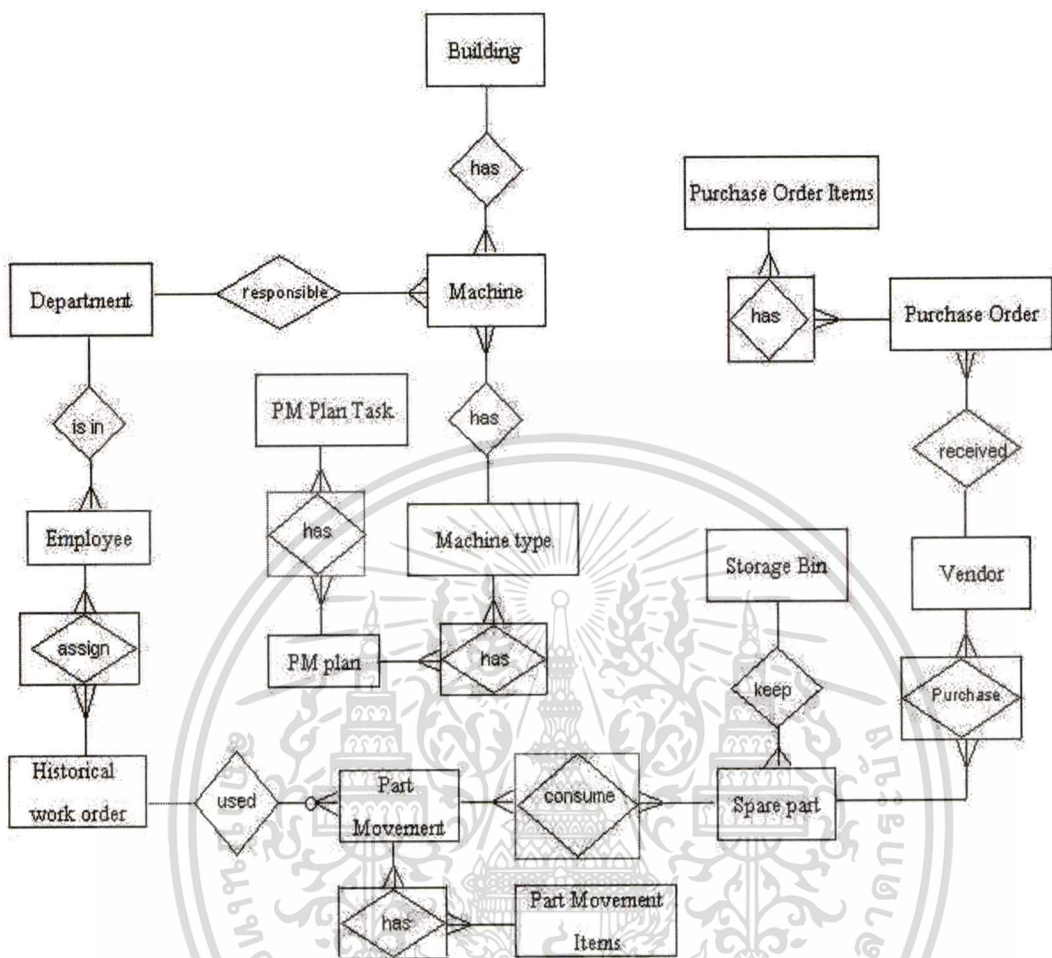 Building
has
Purchase Order Items
Department
responsible
Machine
has
Purchase Order
PM Plan Task
has
is in
received
Employee
has
Machine type
Storage Bin
Vendor
assign
PM plan
has
keep
Purchase
Historical
work order
used
Part
Movement
consume
Spare part
has
Part Movement
Items